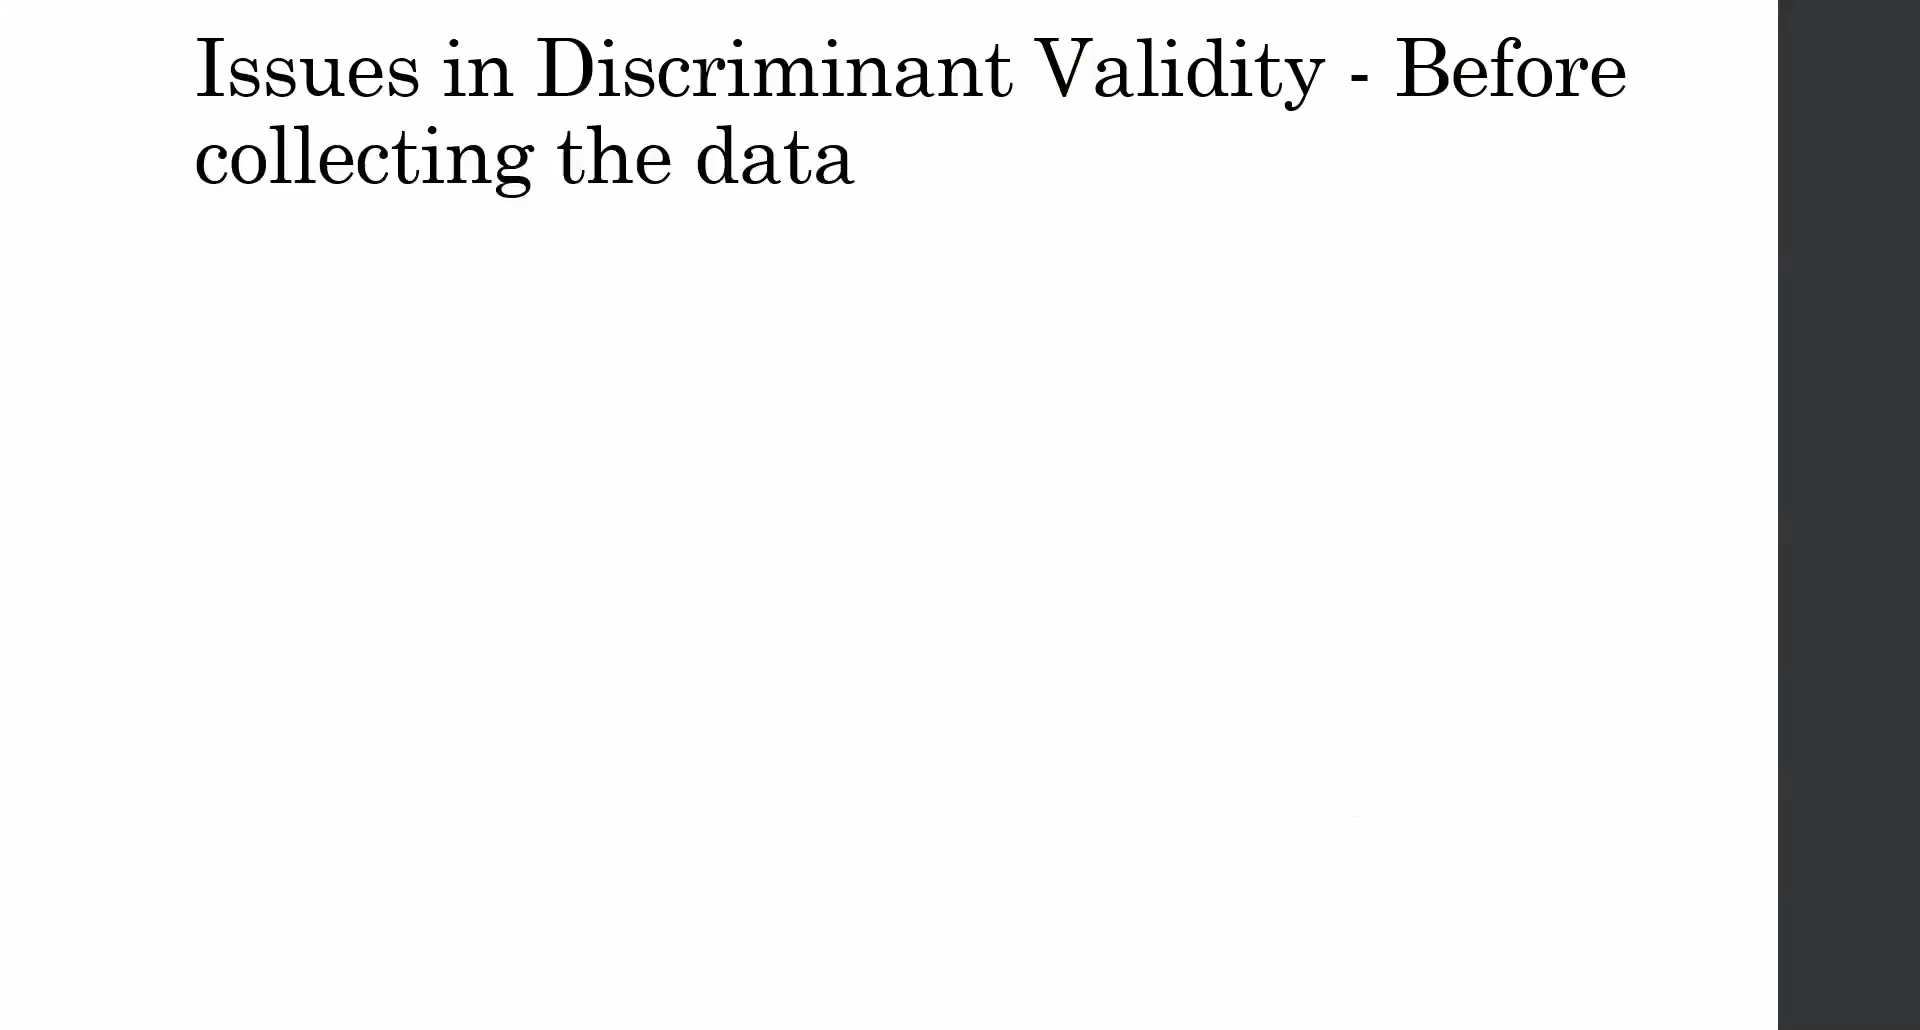 Issues in Discriminant Validity - Before
collecting the data